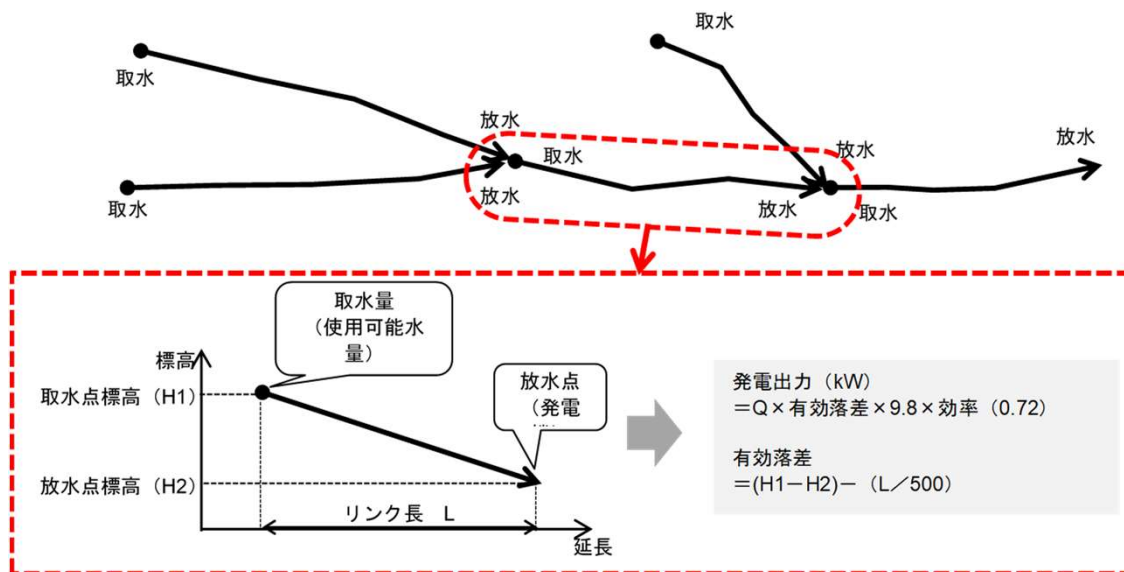 取水
取水
放水
取水
放水
取水
放水
放水
取水
放水
取水量
（使用可能水
量）
標高
取水点標高（H1）
放水点標高（H2）
放水点
（発電
リンク長　L
延長
発電出力（kW）
＝Q×有効落差×9.8×効率（0.72）
有効落差
＝(H1－H2)－（L／500）
取水